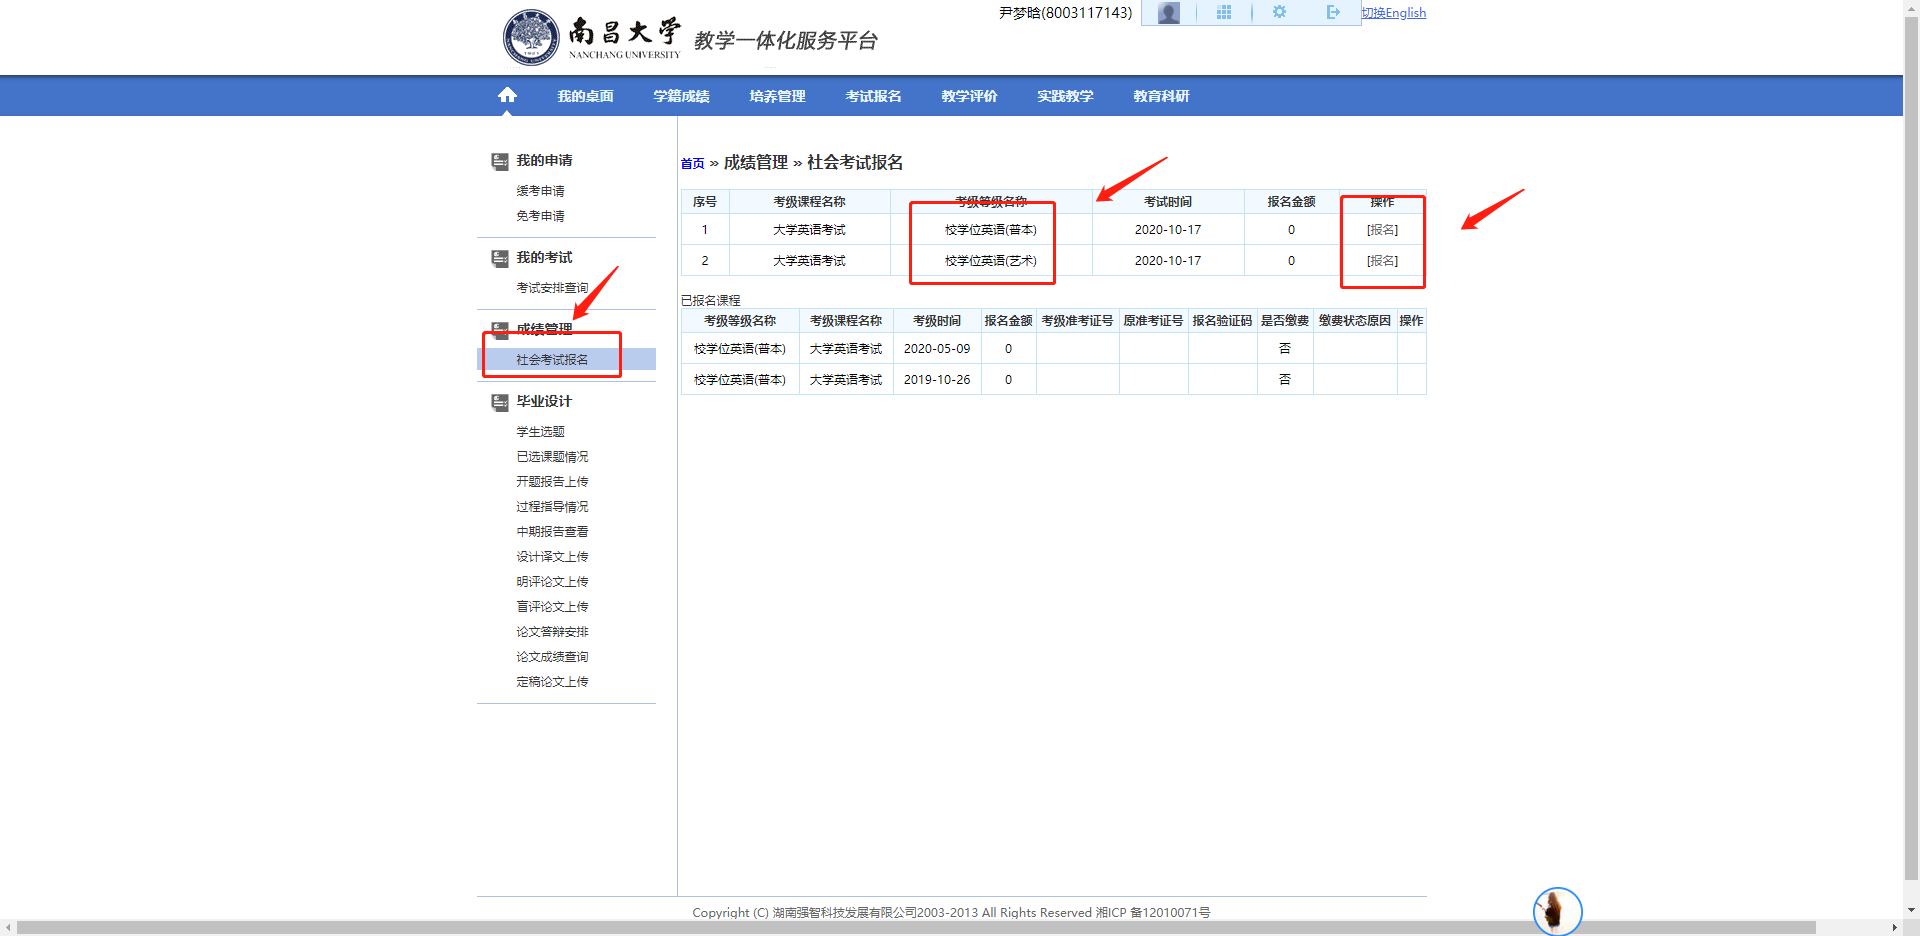 南昌大学
NANCHANG UNIVERSITY
教学一体化服务平台
尹梦晗(8003117143)
切换English
我的桌面 学籍成绩 培养管理 考试报名 教学评价 实践教学 教育科研
我的申请
缓考申请
免考申请
我的考试
考试安排查询
成绩管理
社会考试报名
毕业设计
学生选题
已选课题情况
开题报告上传
过程指导情况
中期报告查看
设计译文上传
明评论文上传
盲评论文上传
论文答辩安排
论文成绩查询
定稿论文上传
首页 » 成绩管理 » 社会考试报名
序号 考级课程名称 考级等级名称 考试时间 报名金额 操作
1 大学英语考试 校学位英语(普本) 2020-10-17 0 [报名]
2 大学英语考试 校学位英语(艺术) 2020-10-17 0 [报名]
已报名课程
考级等级名称 考级课程名称 考级时间 报名金额 考级准考证号 原准考证号 报名验证码 是否缴费 缴费状态原因 操作
校学位英语(普本) 大学英语考试 2020-05-09 0 否
校学位英语(普本) 大学英语考试 2019-10-26 0 否
Copyright (C) 湖南强智科技发展有限公司2003-2013 All Rights Reserved 湘ICP 备12010071号